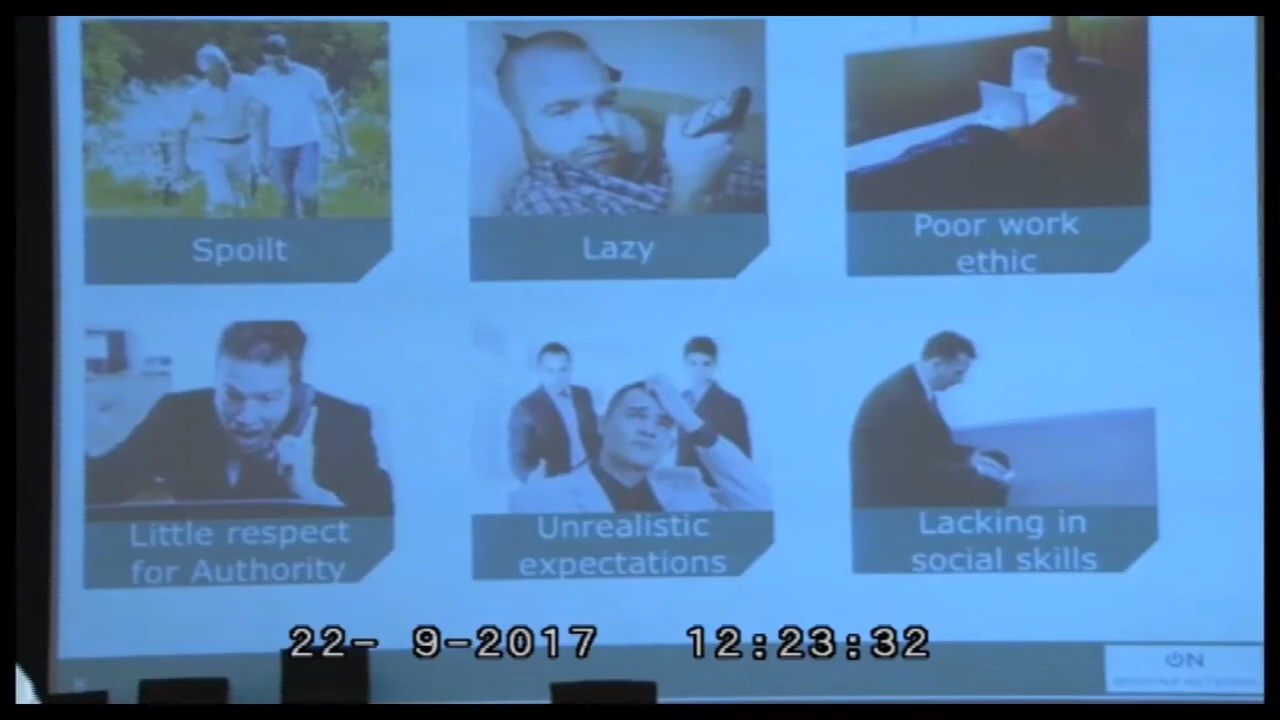 Spoilt
Lazy
Poor work
ethic
Little respect
for Authority
Unrealistic
expectations
Lacking in
social skills
22- 9-2017 12:23:32
ON